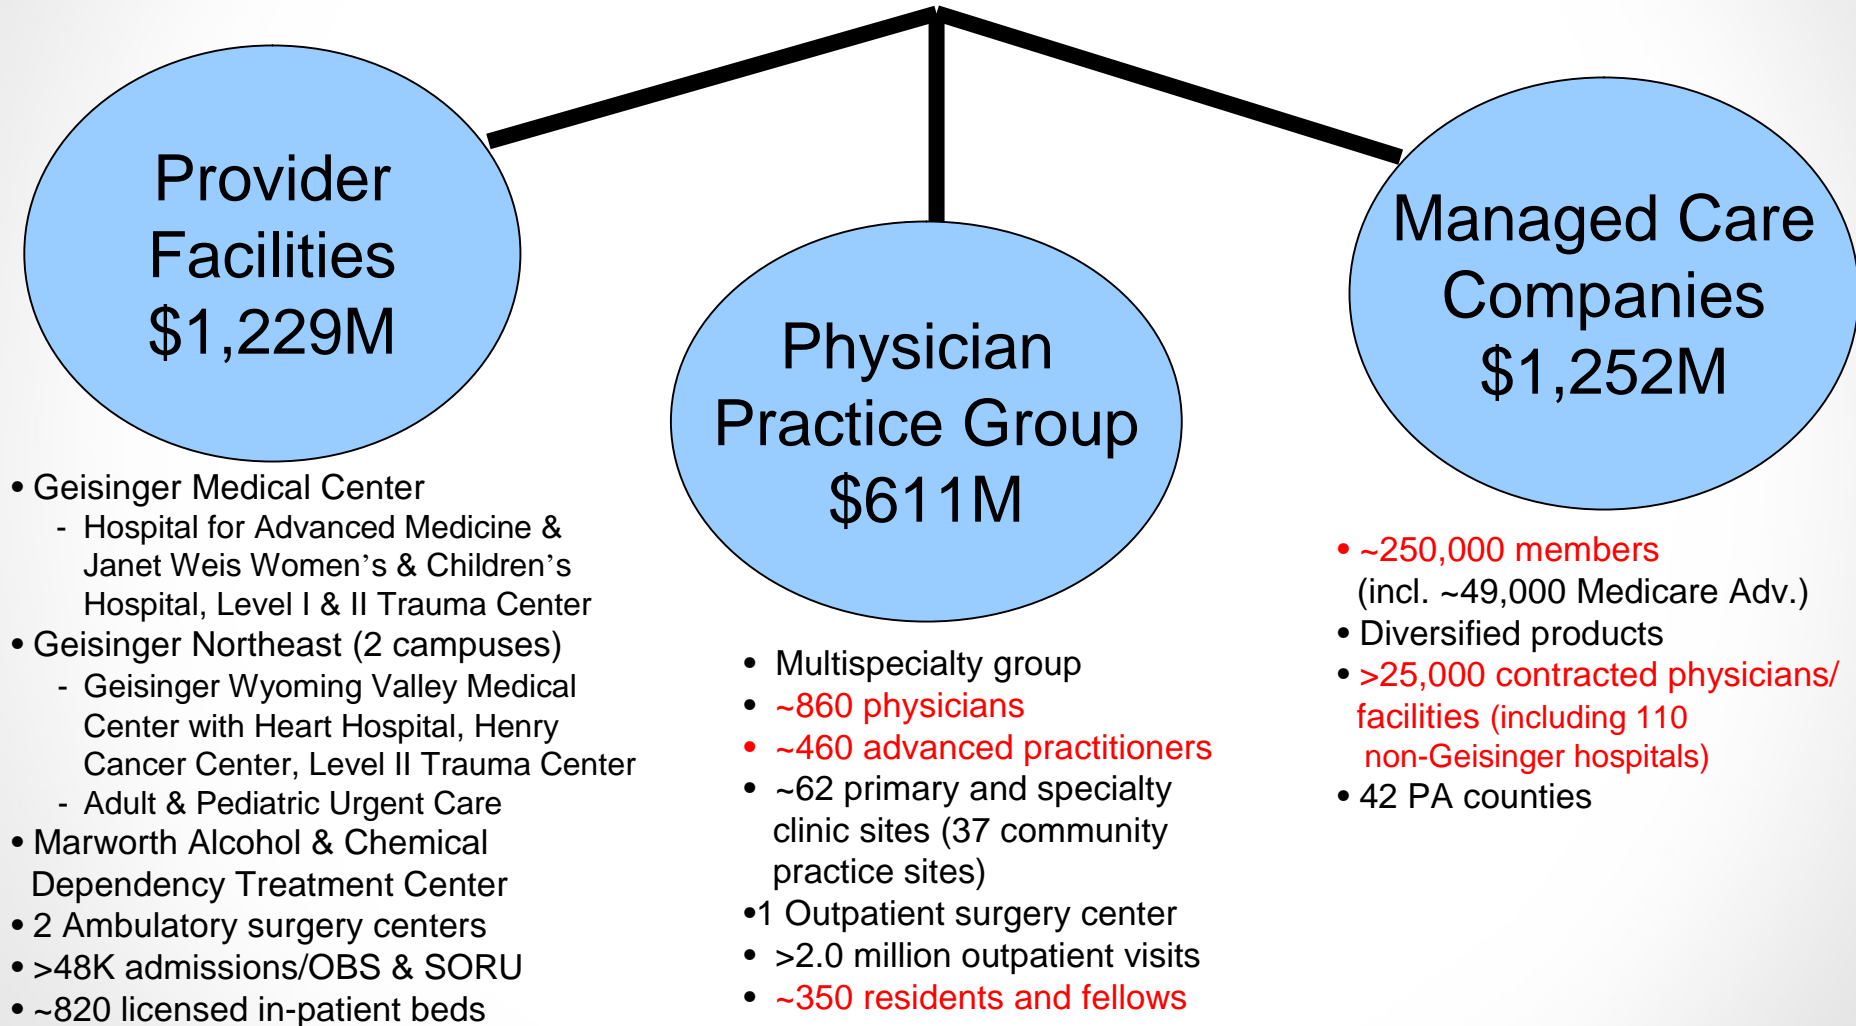 Provider
Facilities
$1,229M
• Geisinger Medical Center
- Hospital for Advanced Medicine &
Janet Weis Women’s & Children’s
Hospital, Level I & II Trauma Center
• Geisinger Northeast (2 campuses)
- Geisinger Wyoming Valley Medical
Center with Heart Hospital, Henry
Cancer Center, Level II Trauma Center
- Adult & Pediatric Urgent Care
• Marworth Alcohol & Chemical
Dependency Treatment Center
• 2 Ambulatory surgery centers
• >48K admissions/OBS & SORU
• ~820 licensed in-patient beds
Physician
Practice Group
$611M
• Multispecialty group
• ~860 physicians
• ~460 advanced practitioners
• ~62 primary and specialty
clinic sites (37 community
practice sites)
•1 Outpatient surgery center
• >2.0 million outpatient visits
• ~350 residents and fellows
Managed Care
Companies
$1,252M
• ~250,000 members
(incl. ~49,000 Medicare Adv.)
• Diversified products
• >25,000 contracted physicians/
facilities (including 110
non-Geisinger hospitals)
• 42 PA counties